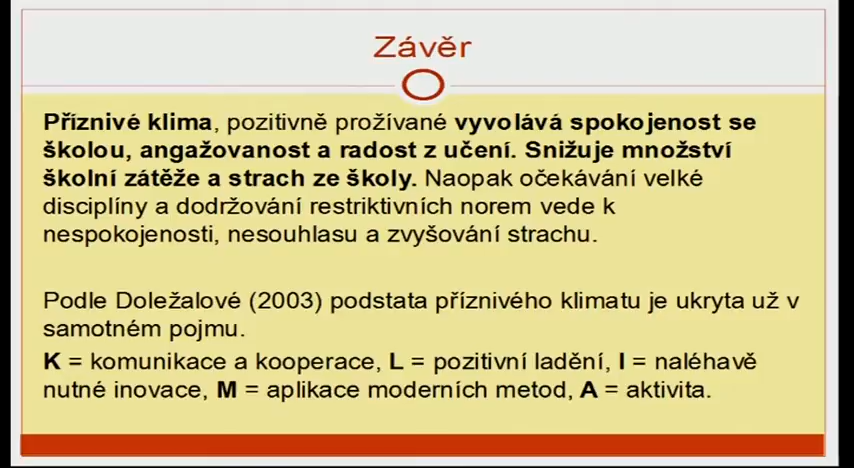 Závěr
Příznivé klima, pozitivně prožívané vyvolává spokojenost se
školou, angažovanost a radost z učení. Snižuje množství
školní zátěže a strach ze školy. Naopak očekávání velké
disciplíny a dodržování restriktivních norem vede k
nespokojenosti, nesouhlasu a zvyšování strachu.
Podle Doležalové (2003) podstata příznivého klimatu je ukryta už v
samotném pojmu.
K = komunikace a kooperace, L = pozitivní ladění, I = naléhavě
nutné inovace, M = aplikace moderních metod, A = aktivita.